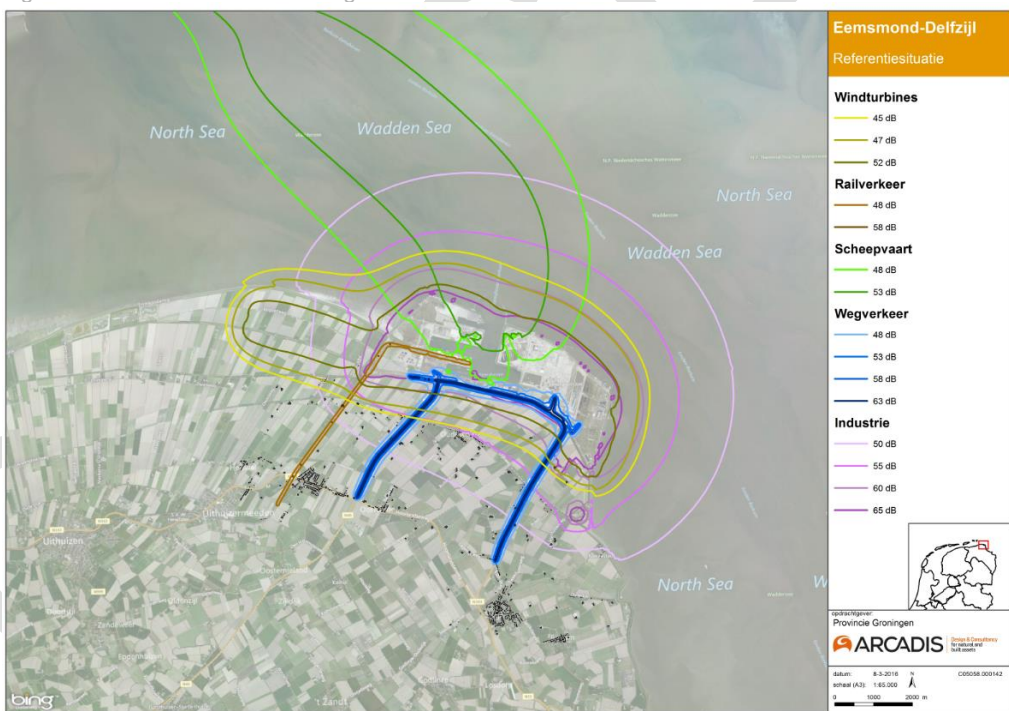 Eemsmond-Delfzijl
Referentiesituatie
Windturbines
45 dB
47 dB
52 dB
Railverkeer
48 dB
58 dB
Scheepvaart
48 dB
53 dB
Wegverkeer
48 dB
53 dB
58 dB
63 dB
Industrie
50 dB
55 dB
60 dB
65 dB
opdrachtgever:
Provincie Groningen
ARCADIS
Design & Consultancy
for natural and
built assets
datum: 8-3-2016
N
C05058.000142
schaal (A3): 1:65.000
0 1000 2000 m
North Sea
Wadden Sea
North Sea
Wadden Sea
North Sea
W
Uithuizermeeden
Uithuizen
't Zandt
bing